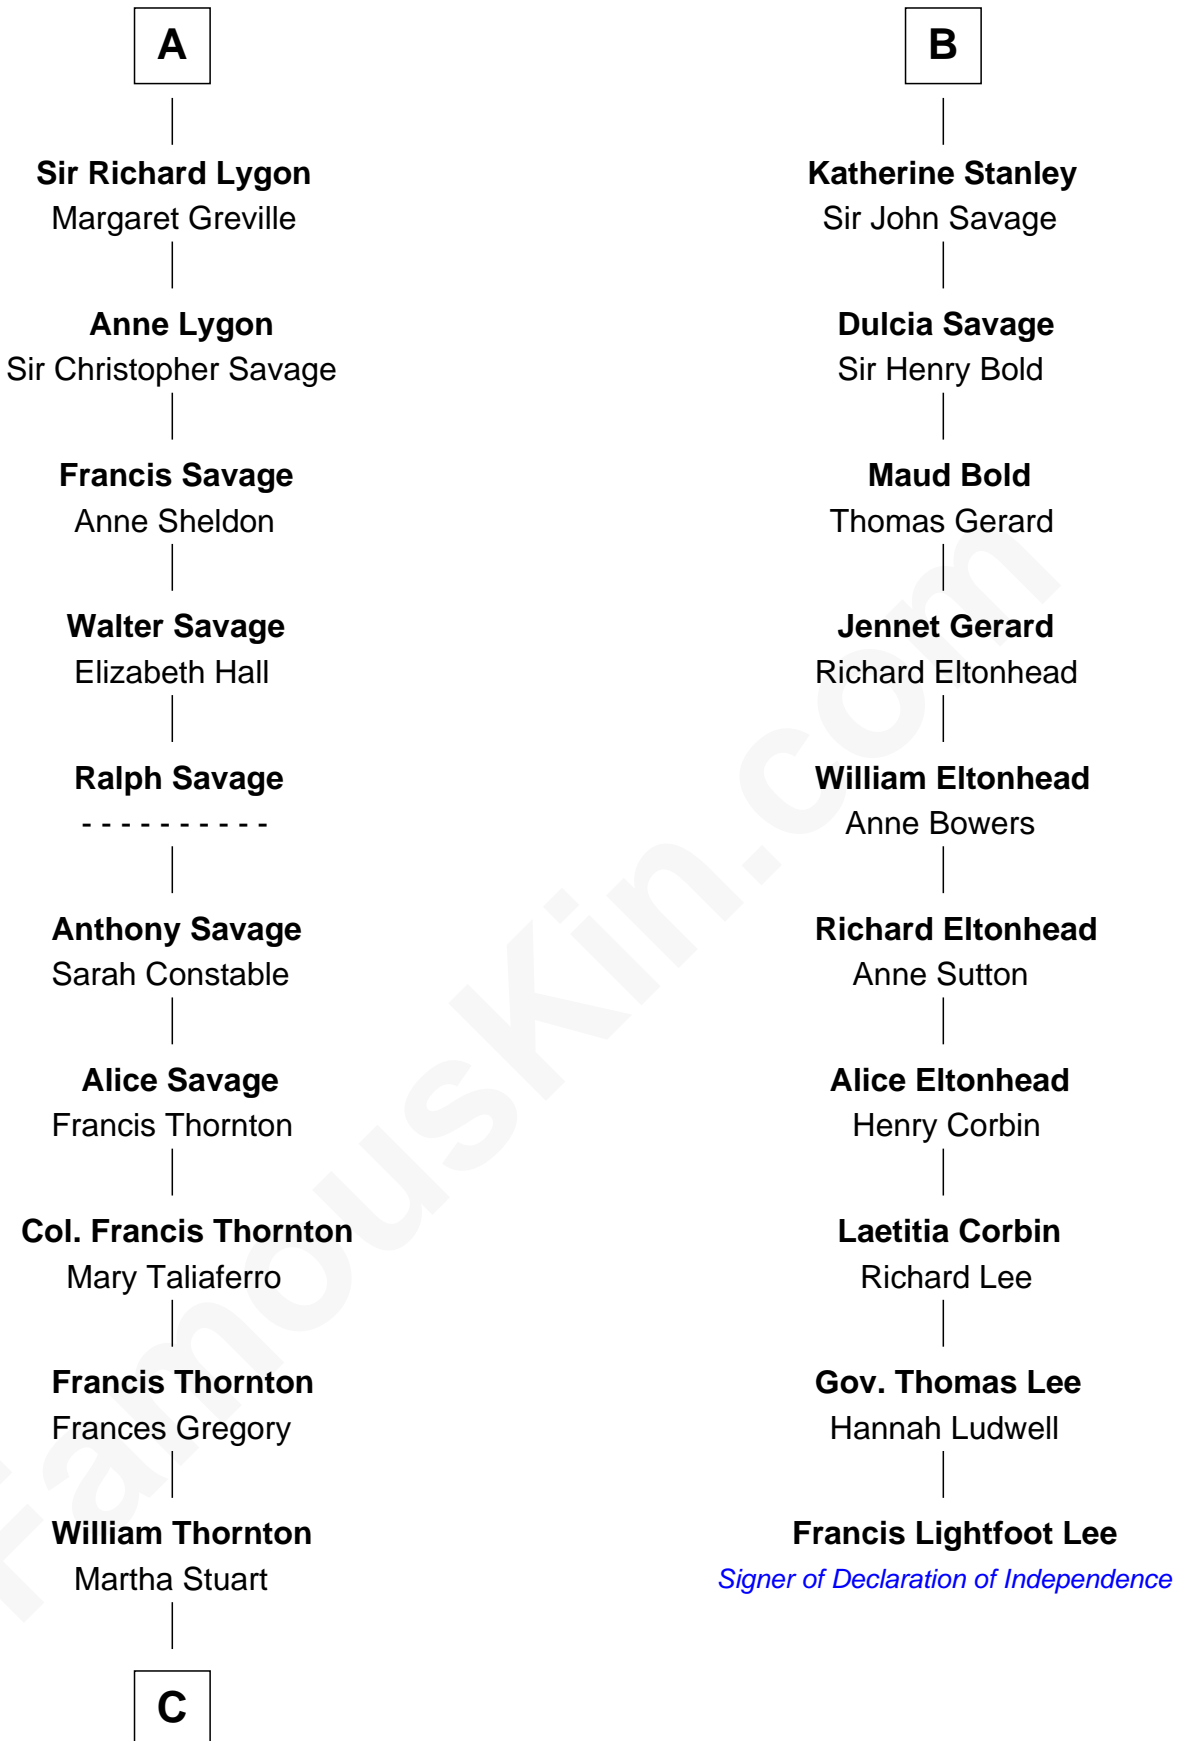 A
Sir Richard Lygon
Margaret Greville
Anne Lygon
Sir Christopher Savage
Francis Savage
Anne Sheldon
Walter Savage
Elizabeth Hall
Ralph Savage
- - - - - - - - - -
Anthony Savage
Sarah Constable
Alice Savage
Francis Thornton
Col. Francis Thornton
Mary Taliaferro
Francis Thornton
Frances Gregory
William Thornton
Martha Stuart
C
B
Katherine Stanley
Sir John Savage
Dulcia Savage
Sir Henry Bold
Maud Bold
Thomas Gerard
Jennet Gerard
Richard Eltonhead
William Eltonhead
Anne Bowers
Richard Eltonhead
Anne Sutton
Alice Eltonhead
Henry Corbin
Laetitia Corbin
Richard Lee
Gov. Thomas Lee
Hannah Ludwell
Francis Lightfoot Lee
Signer of Declaration of Independence
FamousKin.com